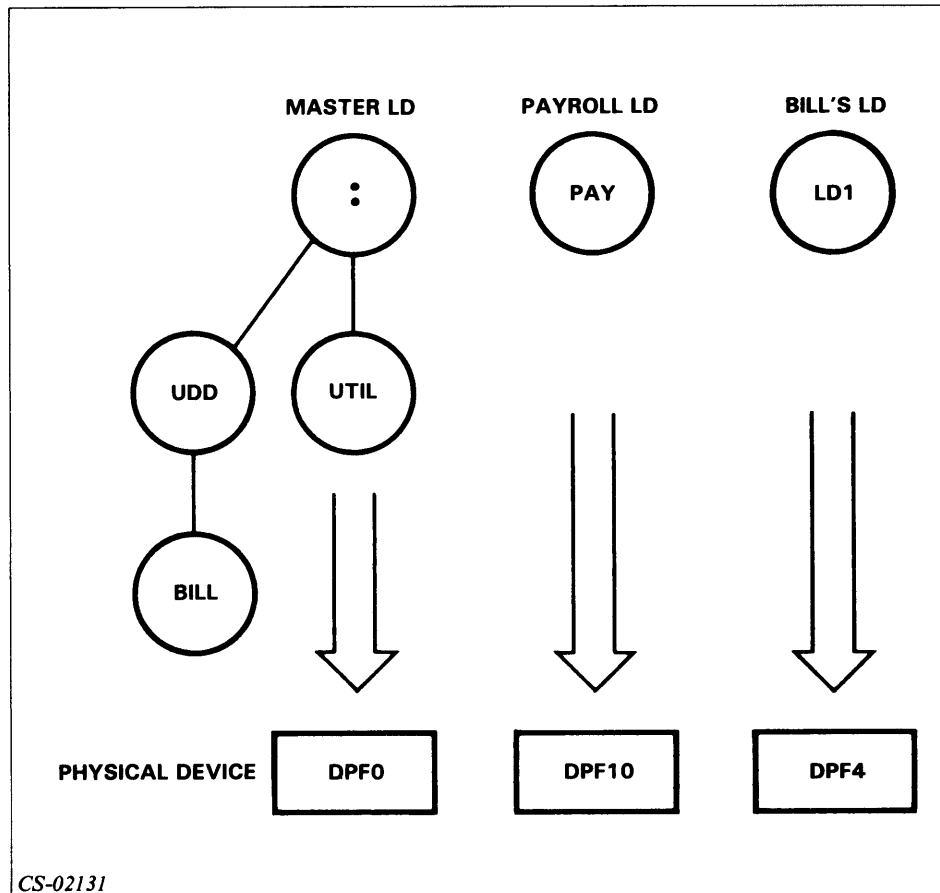 MASTER LD PAYROLL LD BILL'S LD
: PAY LD1
UDD UTIL
BILL
PHYSICAL DEVICE DPF0 DPF10 DPF4
CS-02131